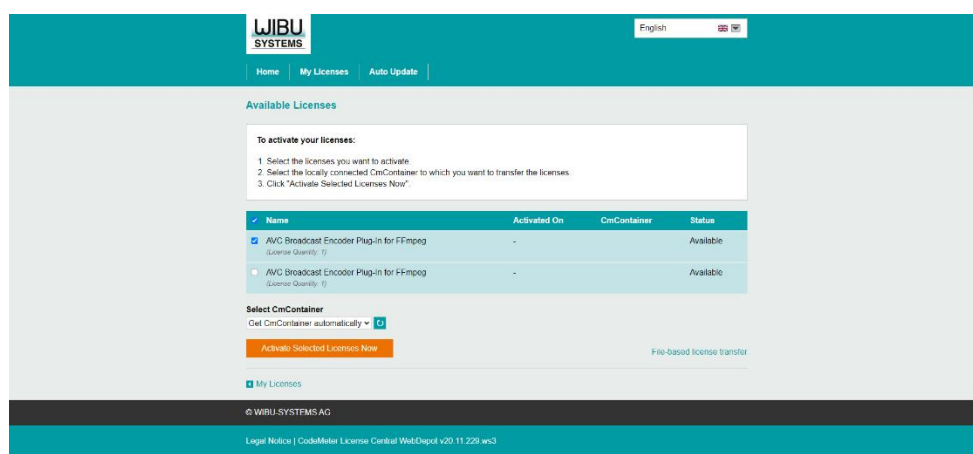 WIBU
SYSTEMS
English
Home My Licenses Auto Update
Available Licenses
To activate your licenses:
1. Select the licenses you want to activate.
2. Select the locally connected CmContainer to which you want to transfer the licenses.
3. Click "Activate Selected Licenses Now".
Name Activated On CmContainer Status
AVC Broadcast Encoder Plug-In for FFmpeg - Available
(License Quantity: 1)
AVC Broadcast Encoder Plug-In for FFmpeg - Available
(License Quantity: 1)
Select CmContainer
Get CmContainer automatically
Activate Selected Licenses Now
File-based license transfer
My Licenses
© WIBU-SYSTEMS AG
Legal Notice | CodeMeter License Central WebDepot v20.11.229.ws3